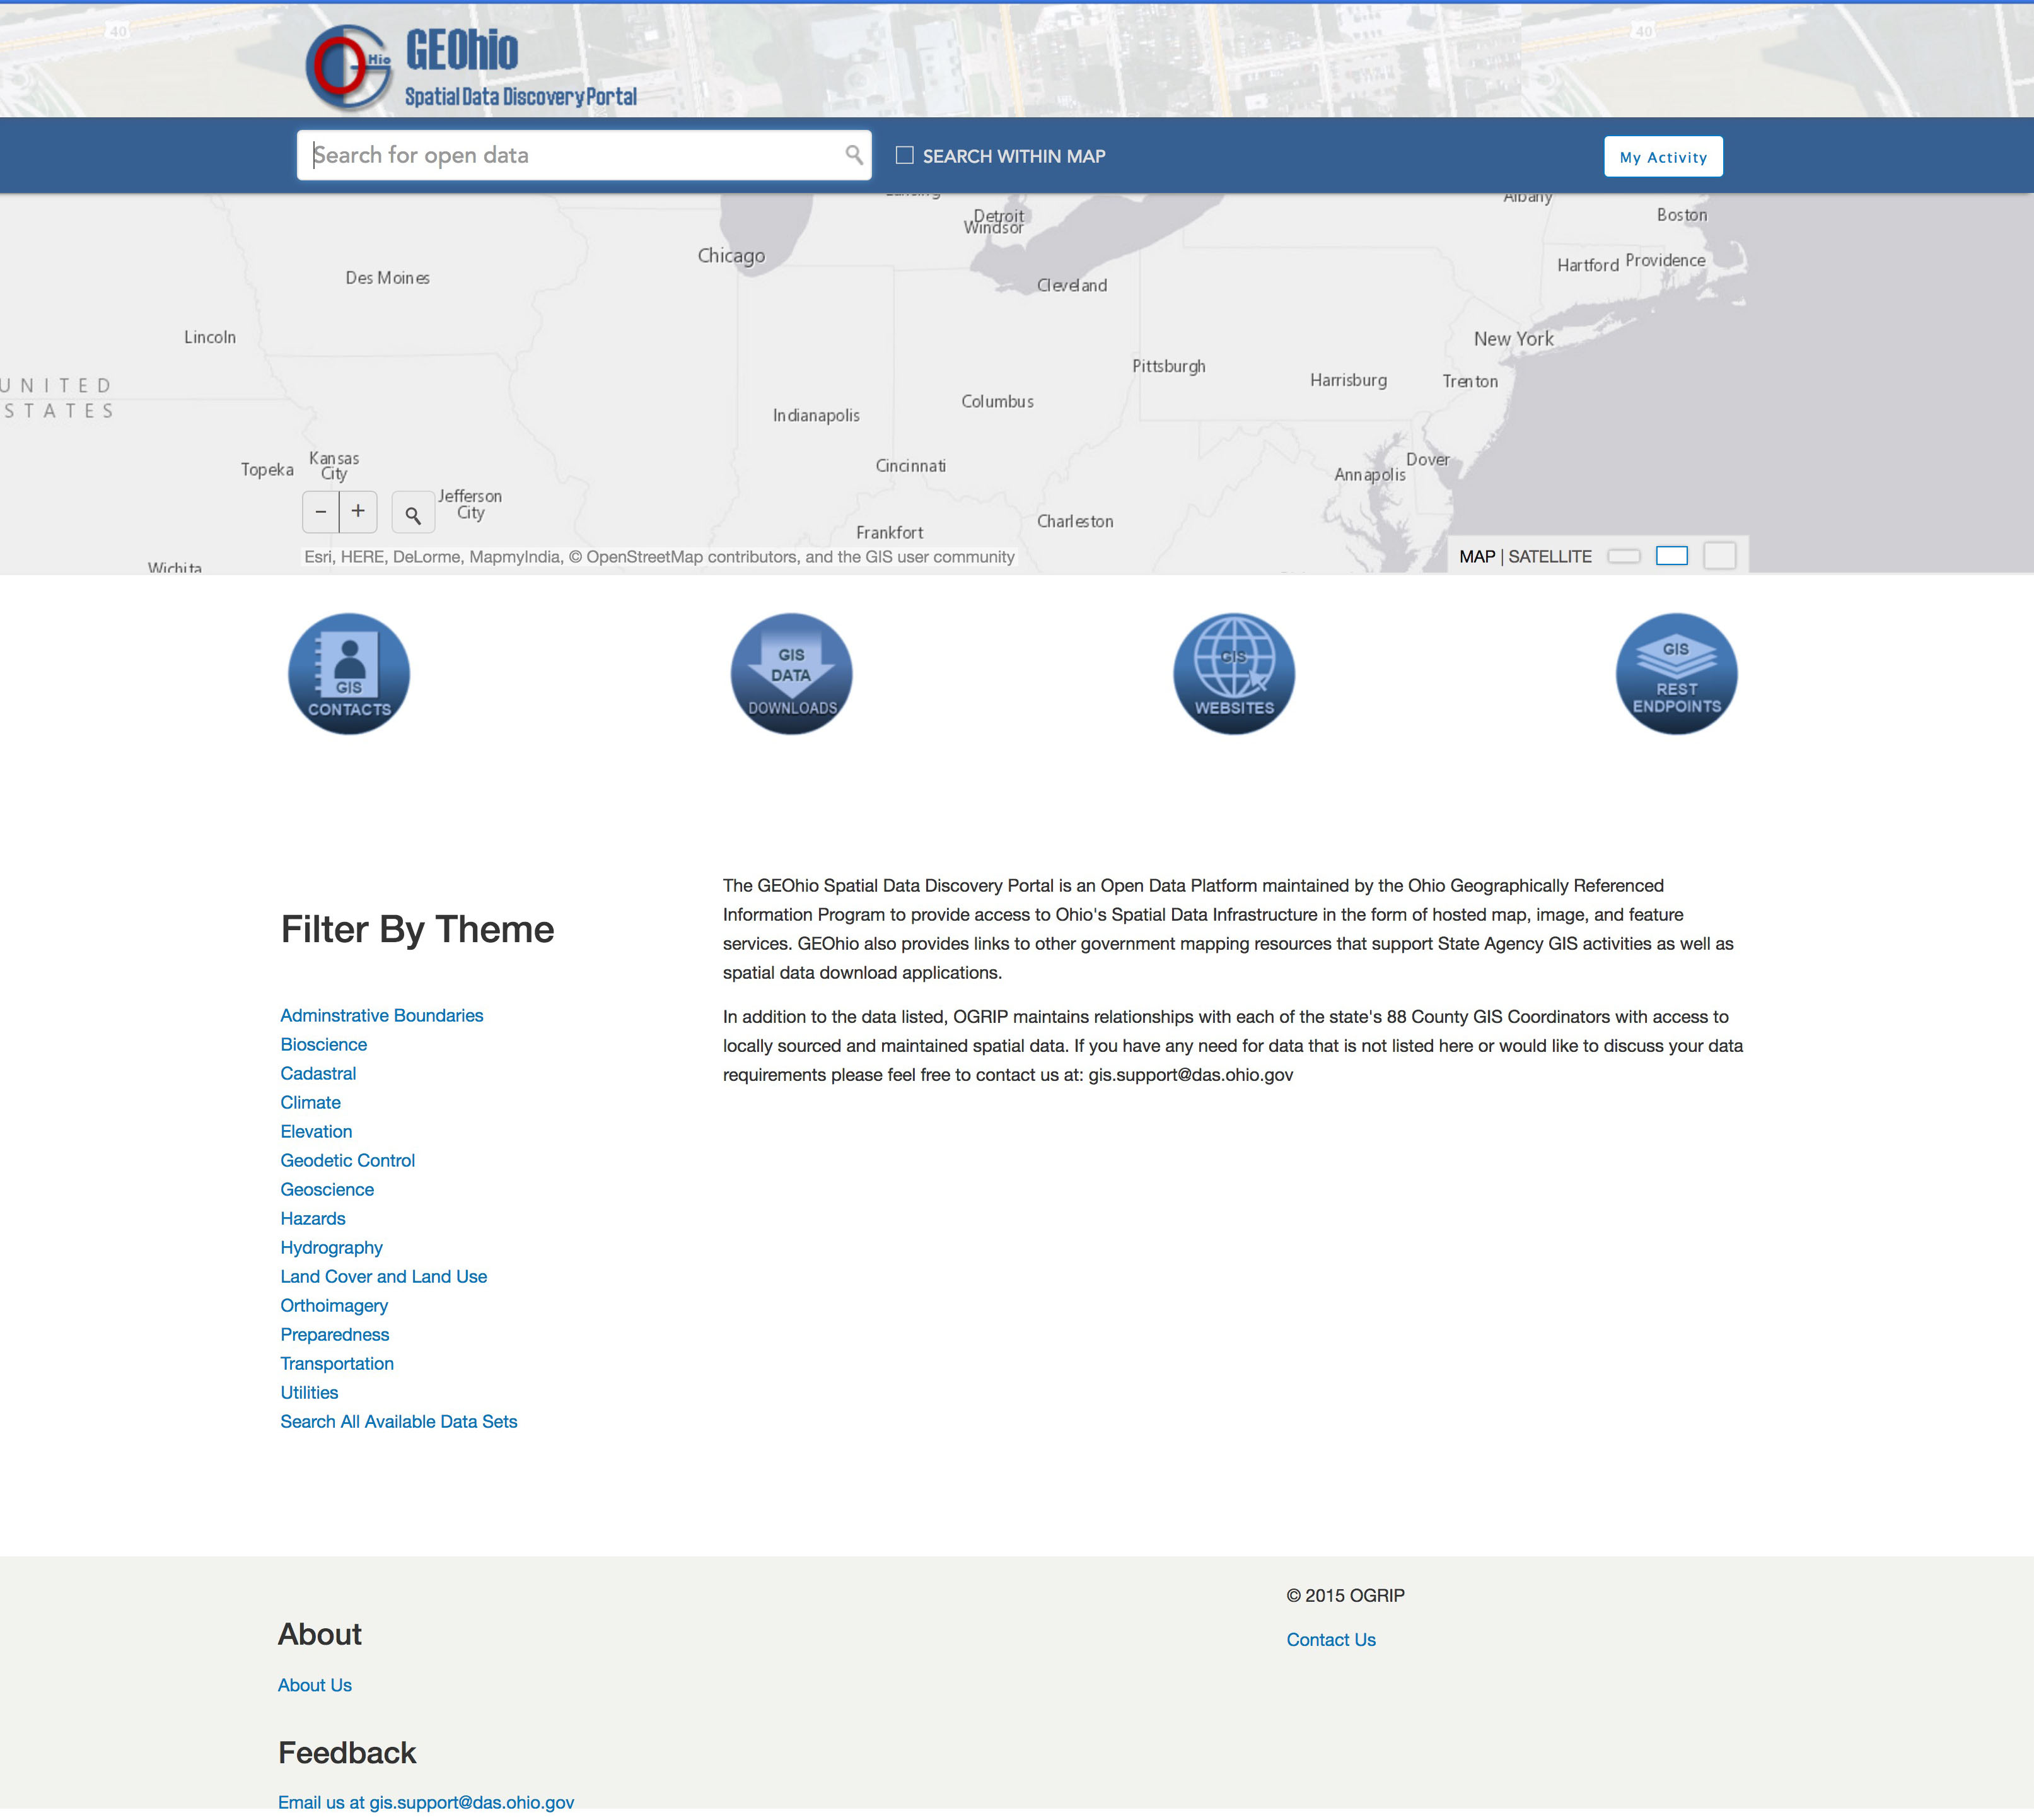 40
40
Hio
GEOhio
Spatial Data Discovery Portal
Search for open data
SEARCH WITHIN MAP
My Activity
Lansing
Albany
Detroit
Windsor
Boston
Chicago
Hartford
Providence
Des Moines
Cleveland
Lincoln
New York
Pittsburgh
Harrisburg
Trenton
UNITED
STATES
Columbus
Indianapolis
Kansas
City
Topeka
Cincinnati
Dover
Annapolis
Jefferson
City
Charleston
Frankfort
Wichita
- +
Esri, HERE, DeLorme, MapmyIndia, © OpenStreetMap contributors, and the GIS user community
MAP | SATELLITE
GIS
CONTACTS
GIS
DATA
DOWNLOADS
GIS
WEBSITES
GIS
REST
ENDPOINTS
Filter By Theme
Adminstrative Boundaries
Bioscience
Cadastral
Climate
Elevation
Geodetic Control
Geoscience
Hazards
Hydrography
Land Cover and Land Use
Orthoimagery
Preparedness
Transportation
Utilities
Search All Available Data Sets
The GEOhio Spatial Data Discovery Portal is an Open Data Platform maintained by the Ohio Geographically Referenced
Information Program to provide access to Ohio's Spatial Data Infrastructure in the form of hosted map, image, and feature
services. GEOhio also provides links to other government mapping resources that support State Agency GIS activities as well as
spatial data download applications.
In addition to the data listed, OGRIP maintains relationships with each of the state's 88 County GIS Coordinators with access to
locally sourced and maintained spatial data. If you have any need for data that is not listed here or would like to discuss your data
requirements please feel free to contact us at: gis.support@das.ohio.gov
About
About Us
Feedback
Email us at gis.support@das.ohio.gov
© 2015 OGRIP
Contact Us